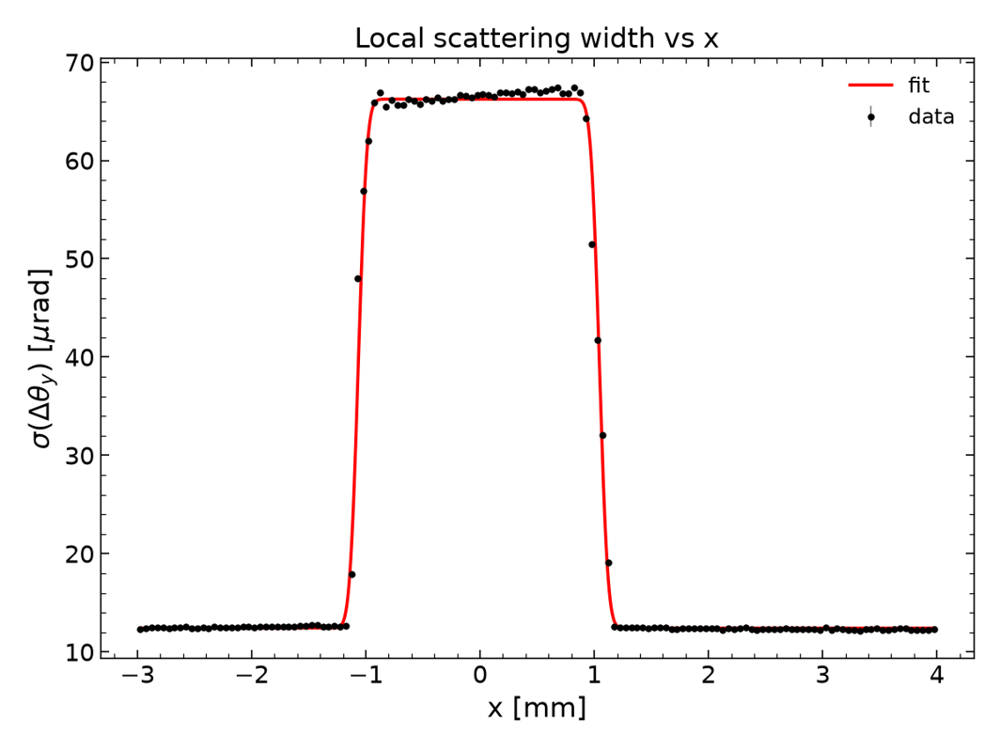 Local scattering width vs x
70
60
50
40
30
20
10
σ(Δθ_y) [μrad]
fit
data
−3 −2 −1 0 1 2 3 4
x [mm]